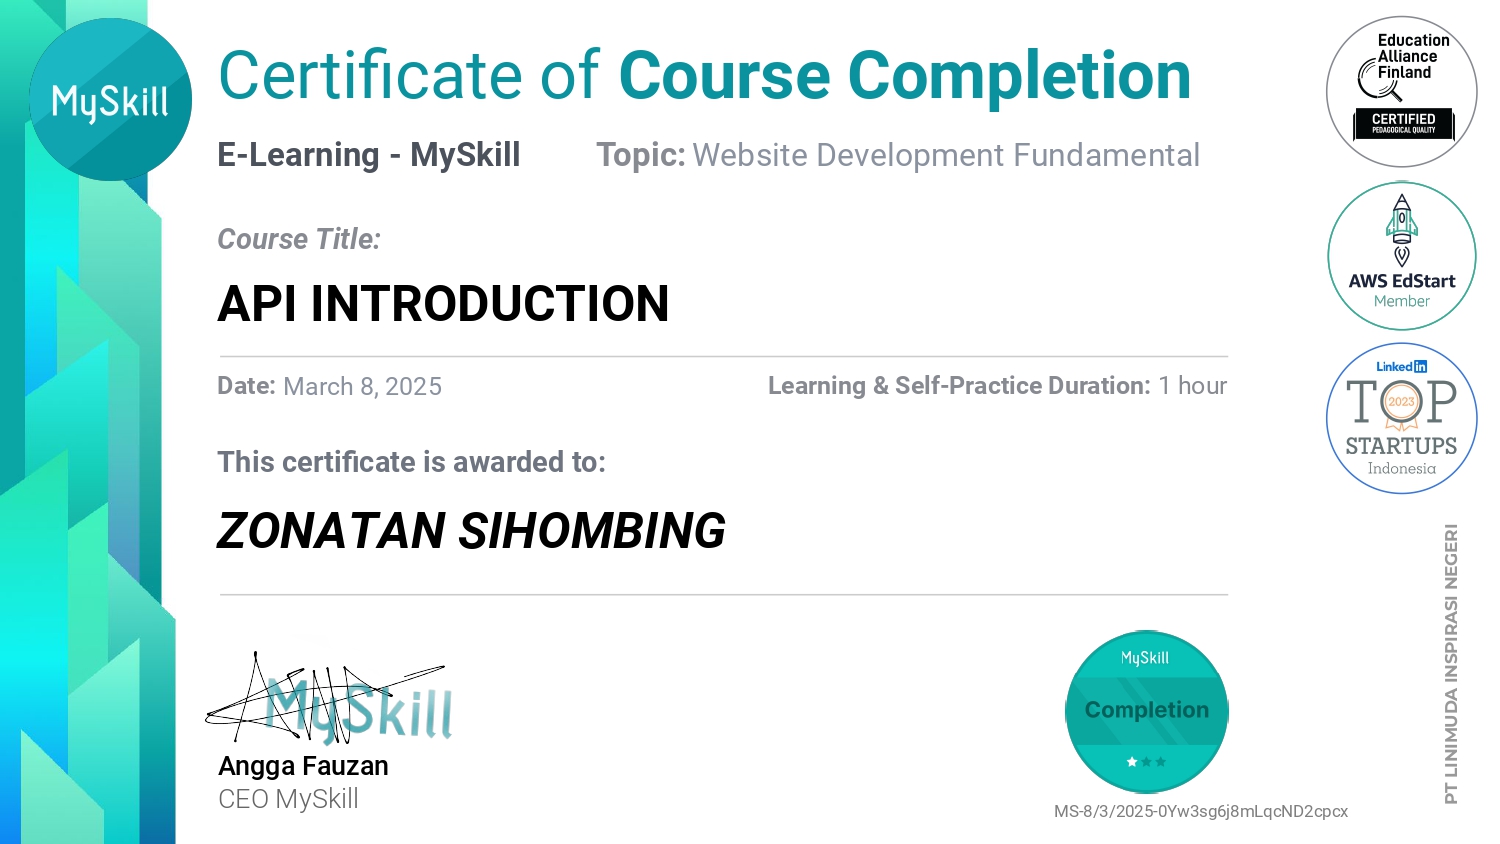 MySkill
Certificate of Course Completion
E-Learning - MySkill Topic: Website Development Fundamental
Course Title:
API INTRODUCTION
Date: March 8, 2025 Learning & Self-Practice Duration: 1 hour
This certificate is awarded to:
ZONATAN SIHOMBING
MySkill
Angga Fauzan
CEO MySkill
MySkill
Completion
MS-8/3/2025-0Yw3sg6j8mLqcND2cpcx
Education
Alliance
Finland
CERTIFIED
PEDAGOGICAL QUALITY
AWS EdStart
Member
Linked in
TOP
2023
STARTUPS
Indonesia
PT LINIMUDA INSPIRASI NEGERI